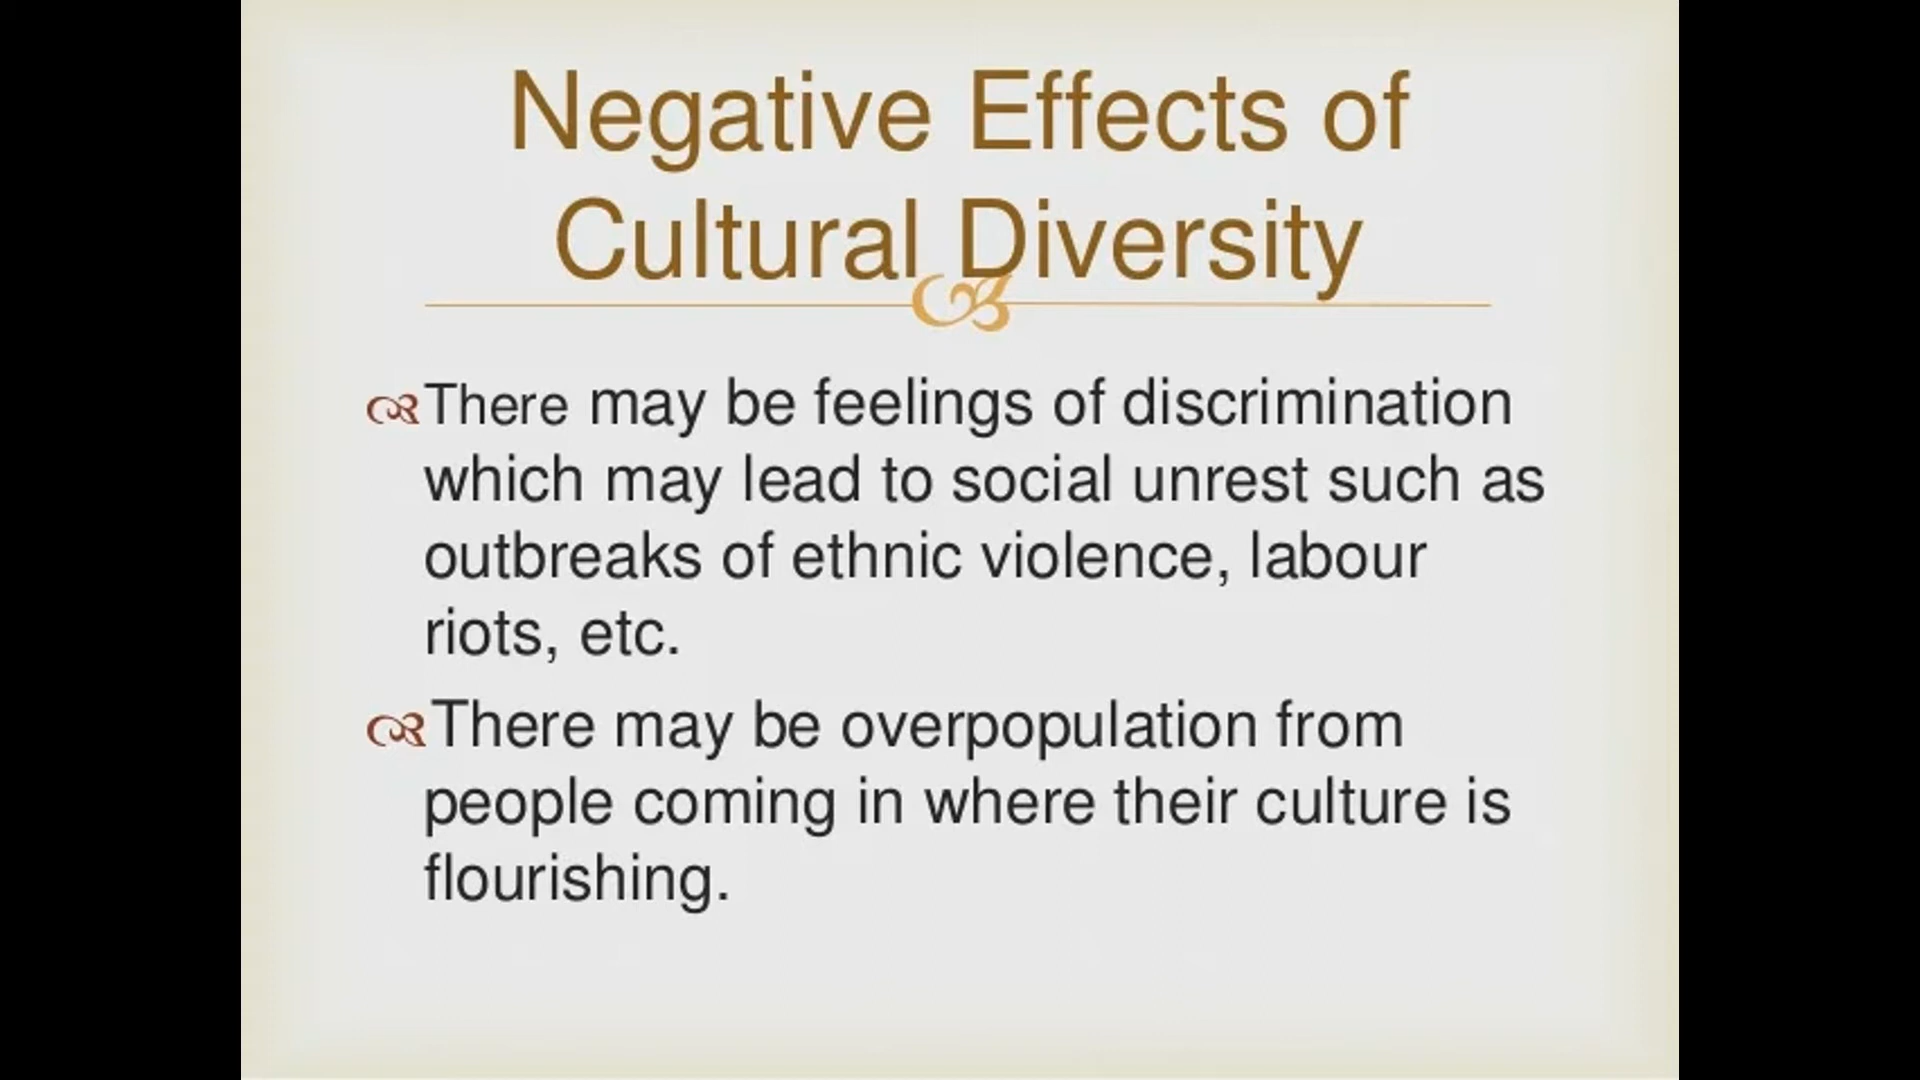 Negative Effects of
Cultural Diversity
There may be feelings of discrimination
which may lead to social unrest such as
outbreaks of ethnic violence, labour
riots, etc.
There may be overpopulation from
people coming in where their culture is
flourishing.